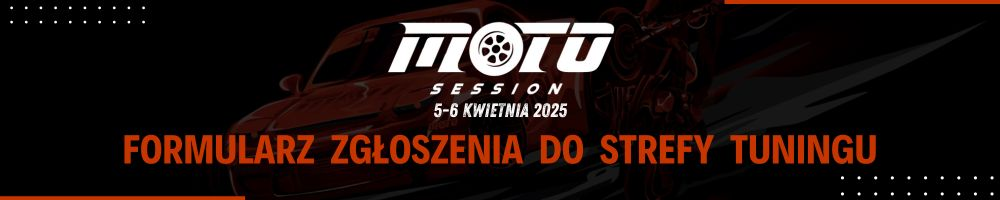 MOTO
SESSION
5-6 KWIETNIA 2025
FORMULARZ ZGŁOSZENIA DO STREFY TUNINGU